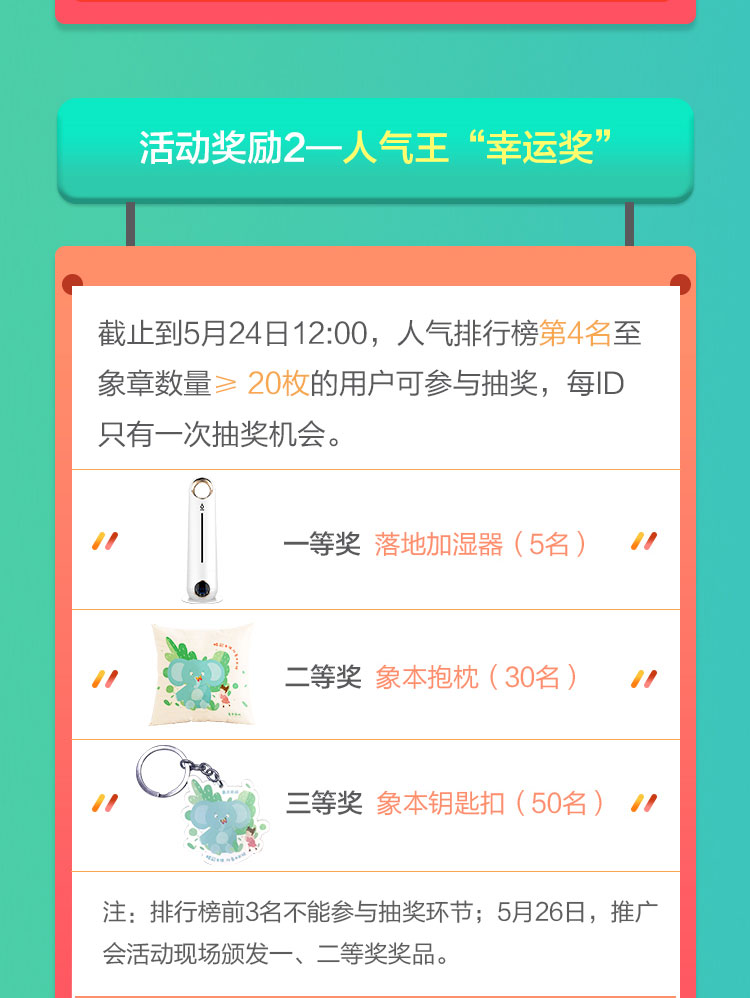 活动奖励2—人气王“幸运奖”
截止到5月24日12:00，人气排行榜第4名至
象章数量≥ 20枚的用户可参与抽奖，每ID
只有一次抽奖机会。
一等奖 落地加湿器（5名）
二等奖 象本抱枕（30名）
三等奖 象本钥匙扣（50名）
注：排行榜前3名不能参与抽奖环节；5月26日，推广
会活动现场颁发一、二等奖奖品。